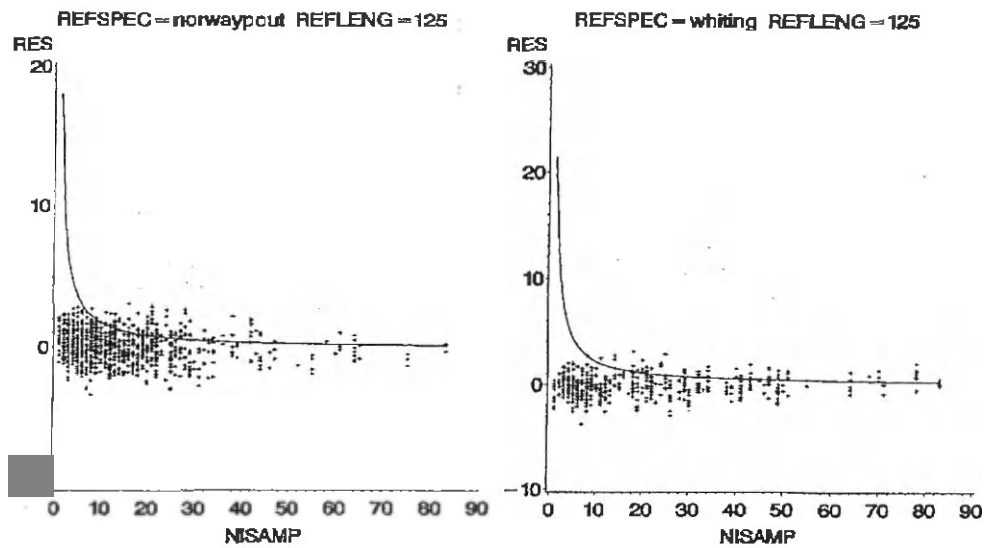 REFSPEC=norwaypout REFLENG=125
RES
20
10
0
0 10 20 30 40 50 60 70 80 90
NISAMP
REFSPEC=whiting REFLENG=125
RES
30
20
10
0
-10
0 10 20 30 40 50 60 70 80 90
NISAMP